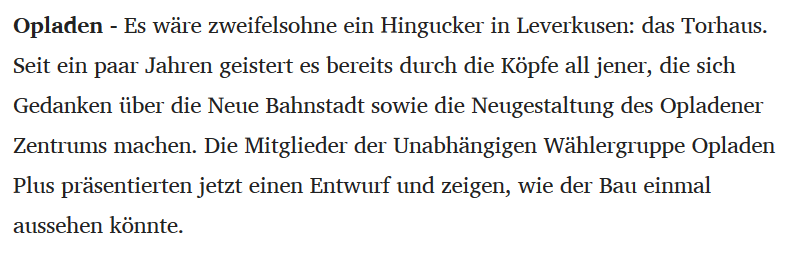 Opladen - Es wäre zweifelsohne ein Hingucker in Leverkusen: das Torhaus.
Seit ein paar Jahren geistert es bereits durch die Köpfe all jener, die sich
Gedanken über die Neue Bahnstadt sowie die Neugestaltung des Opladener
Zentrums machen. Die Mitglieder der Unabhängigen Wählergruppe Opladen
Plus präsentierten jetzt einen Entwurf und zeigen, wie der Bau einmal
aussehen könnte.